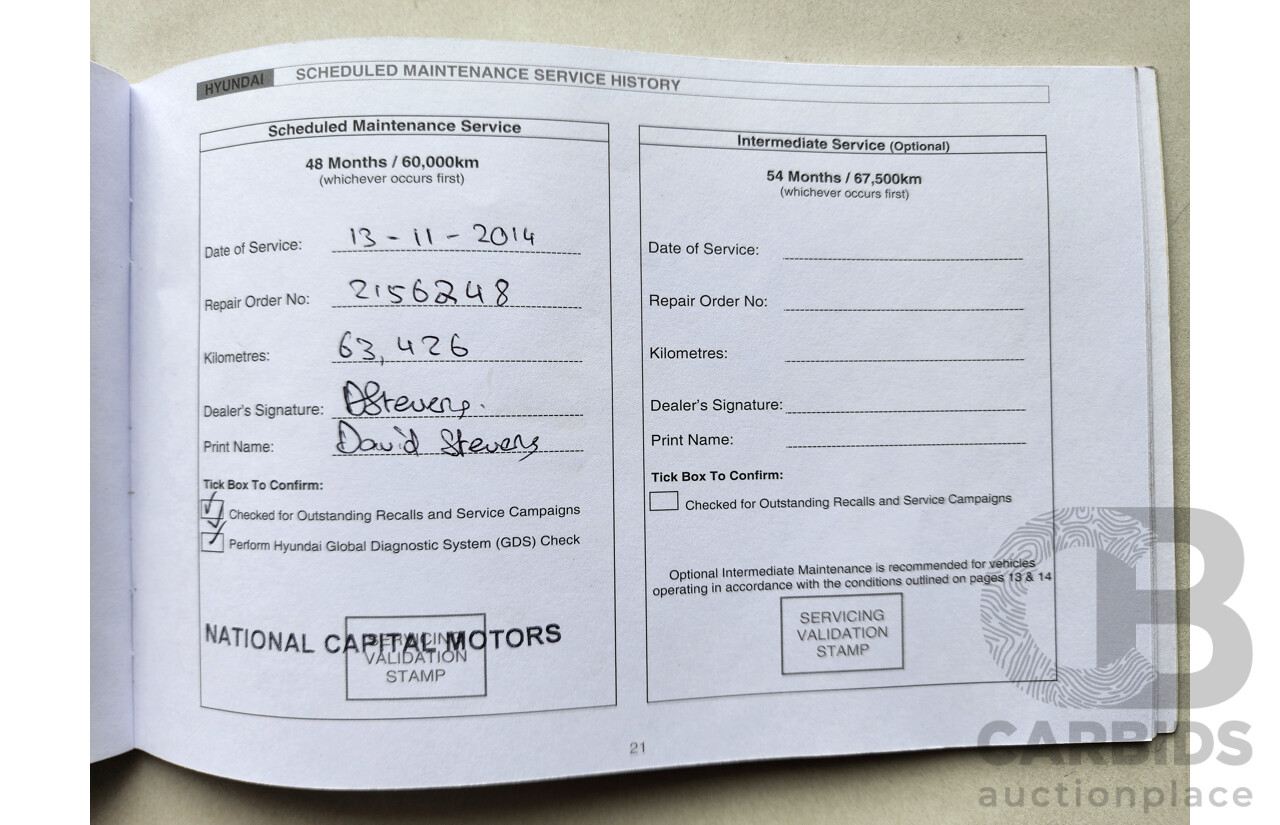 HYUNDAI SCHEDULED MAINTENANCE SERVICE HISTORY
Scheduled Maintenance Service
48 Months / 60,000km
(whichever occurs first)
Date of Service: 13 - 11 - 2014
Repair Order No: 2156248
Kilometres: 63,426
Dealer's Signature: DStevens.
Print Name: David Stevens
Tick Box To Confirm:
Checked for Outstanding Recalls and Service Campaigns
Perform Hyundai Global Diagnostic System (GDS) Check
NATIONAL CAPITAL MOTORS
SERVICING
VALIDATION
STAMP
Intermediate Service (Optional)
54 Months / 67,500km
(whichever occurs first)
Date of Service:
Repair Order No:
Kilometres:
Dealer's Signature:
Print Name:
Tick Box To Confirm:
Checked for Outstanding Recalls and Service Campaigns
Optional Intermediate Maintenance is recommended for vehicles
operating in accordance with the conditions outlined on pages 13 & 14
SERVICING
VALIDATION
STAMP
21
CB
CARBIDS
auctionplace